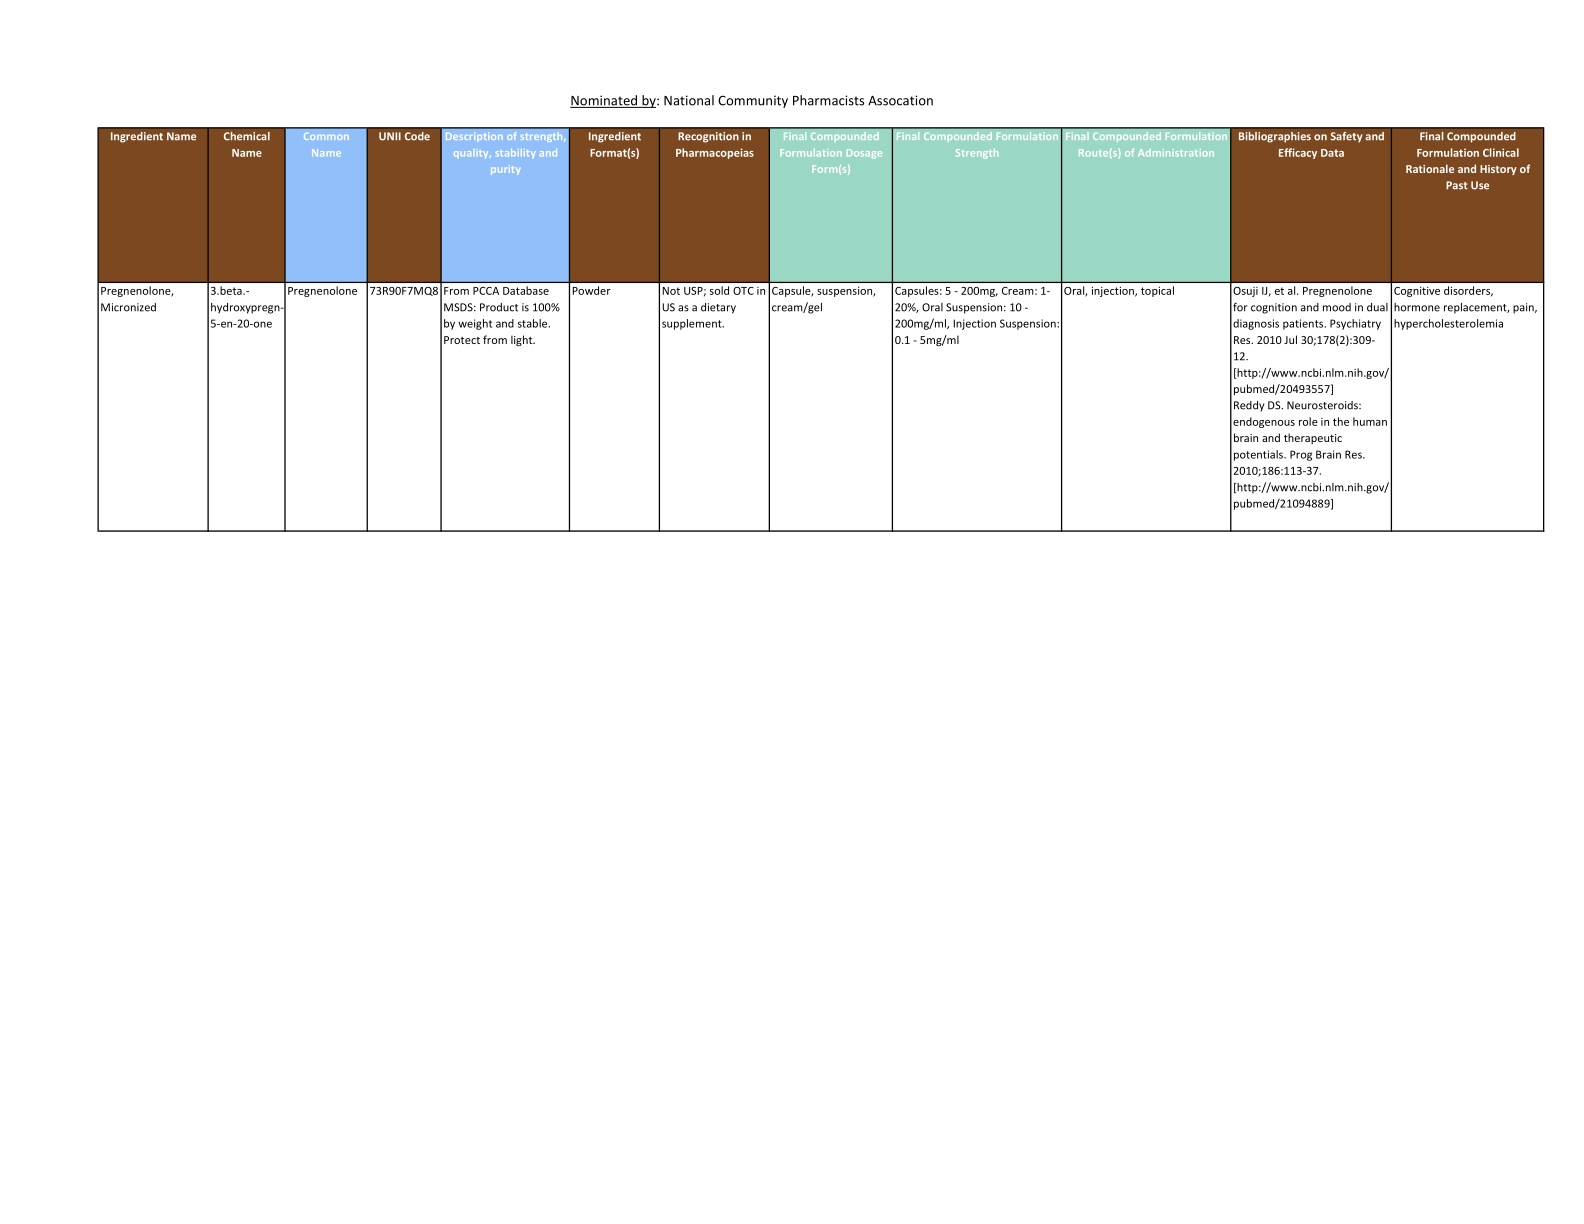 Nominated by: National Community Pharmacists Assocation
Ingredient Name
Chemical
Name
Common
Name
UNII Code
Description of strength,
quality, stability and
purity
Ingredient
Format(s)
Recognition in
Pharmacopeias
Final Compounded
Formulation Dosage
Form(s)
Final Compounded Formulation
Strength
Final Compounded Formulation
Route(s) of Administration
Bibliographies on Safety and
Efficacy Data
Final Compounded
Formulation Clinical
Rationale and History of
Past Use
Pregnenolone,
Micronized
3.beta.-
hydroxypregn-
5-en-20-one
Pregnenolone
73R90F7MQ8
From PCCA Database
MSDS: Product is 100%
by weight and stable.
Protect from light.
Powder
Not USP; sold OTC in
US as a dietary
supplement.
Capsule, suspension,
cream/gel
Capsules: 5 - 200mg, Cream: 1-
20%, Oral Suspension: 10 -
200mg/ml, Injection Suspension:
0.1 - 5mg/ml
Oral, injection, topical
Osuji IJ, et al. Pregnenolone
for cognition and mood in dual
diagnosis patients. Psychiatry
Res. 2010 Jul 30;178(2):309-
12.
[http://www.ncbi.nlm.nih.gov/
pubmed/20493557]
Reddy DS. Neurosteroids:
endogenous role in the human
brain and therapeutic
potentials. Prog Brain Res.
2010;186:113-37.
[http://www.ncbi.nlm.nih.gov/
pubmed/21094889]
Cognitive disorders,
hormone replacement, pain,
hypercholesterolemia